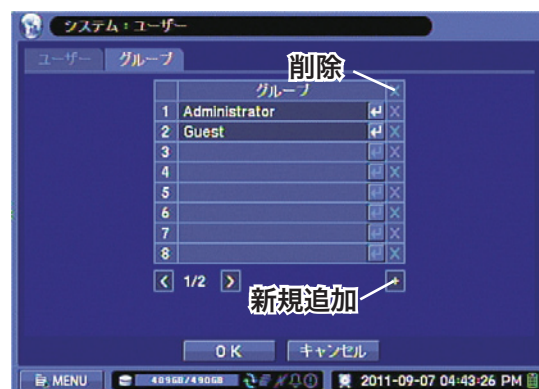 システム：ユーザー
ユーザー グループ
削除
グループ X
1 Administrator X
2 Guest X
3 X
4 X
5 X
6 X
7 X
8 X
< 1/2 > +
新規追加
OK キャンセル
MENU 489GB/490GB 2011-09-07 04:43:26 PM